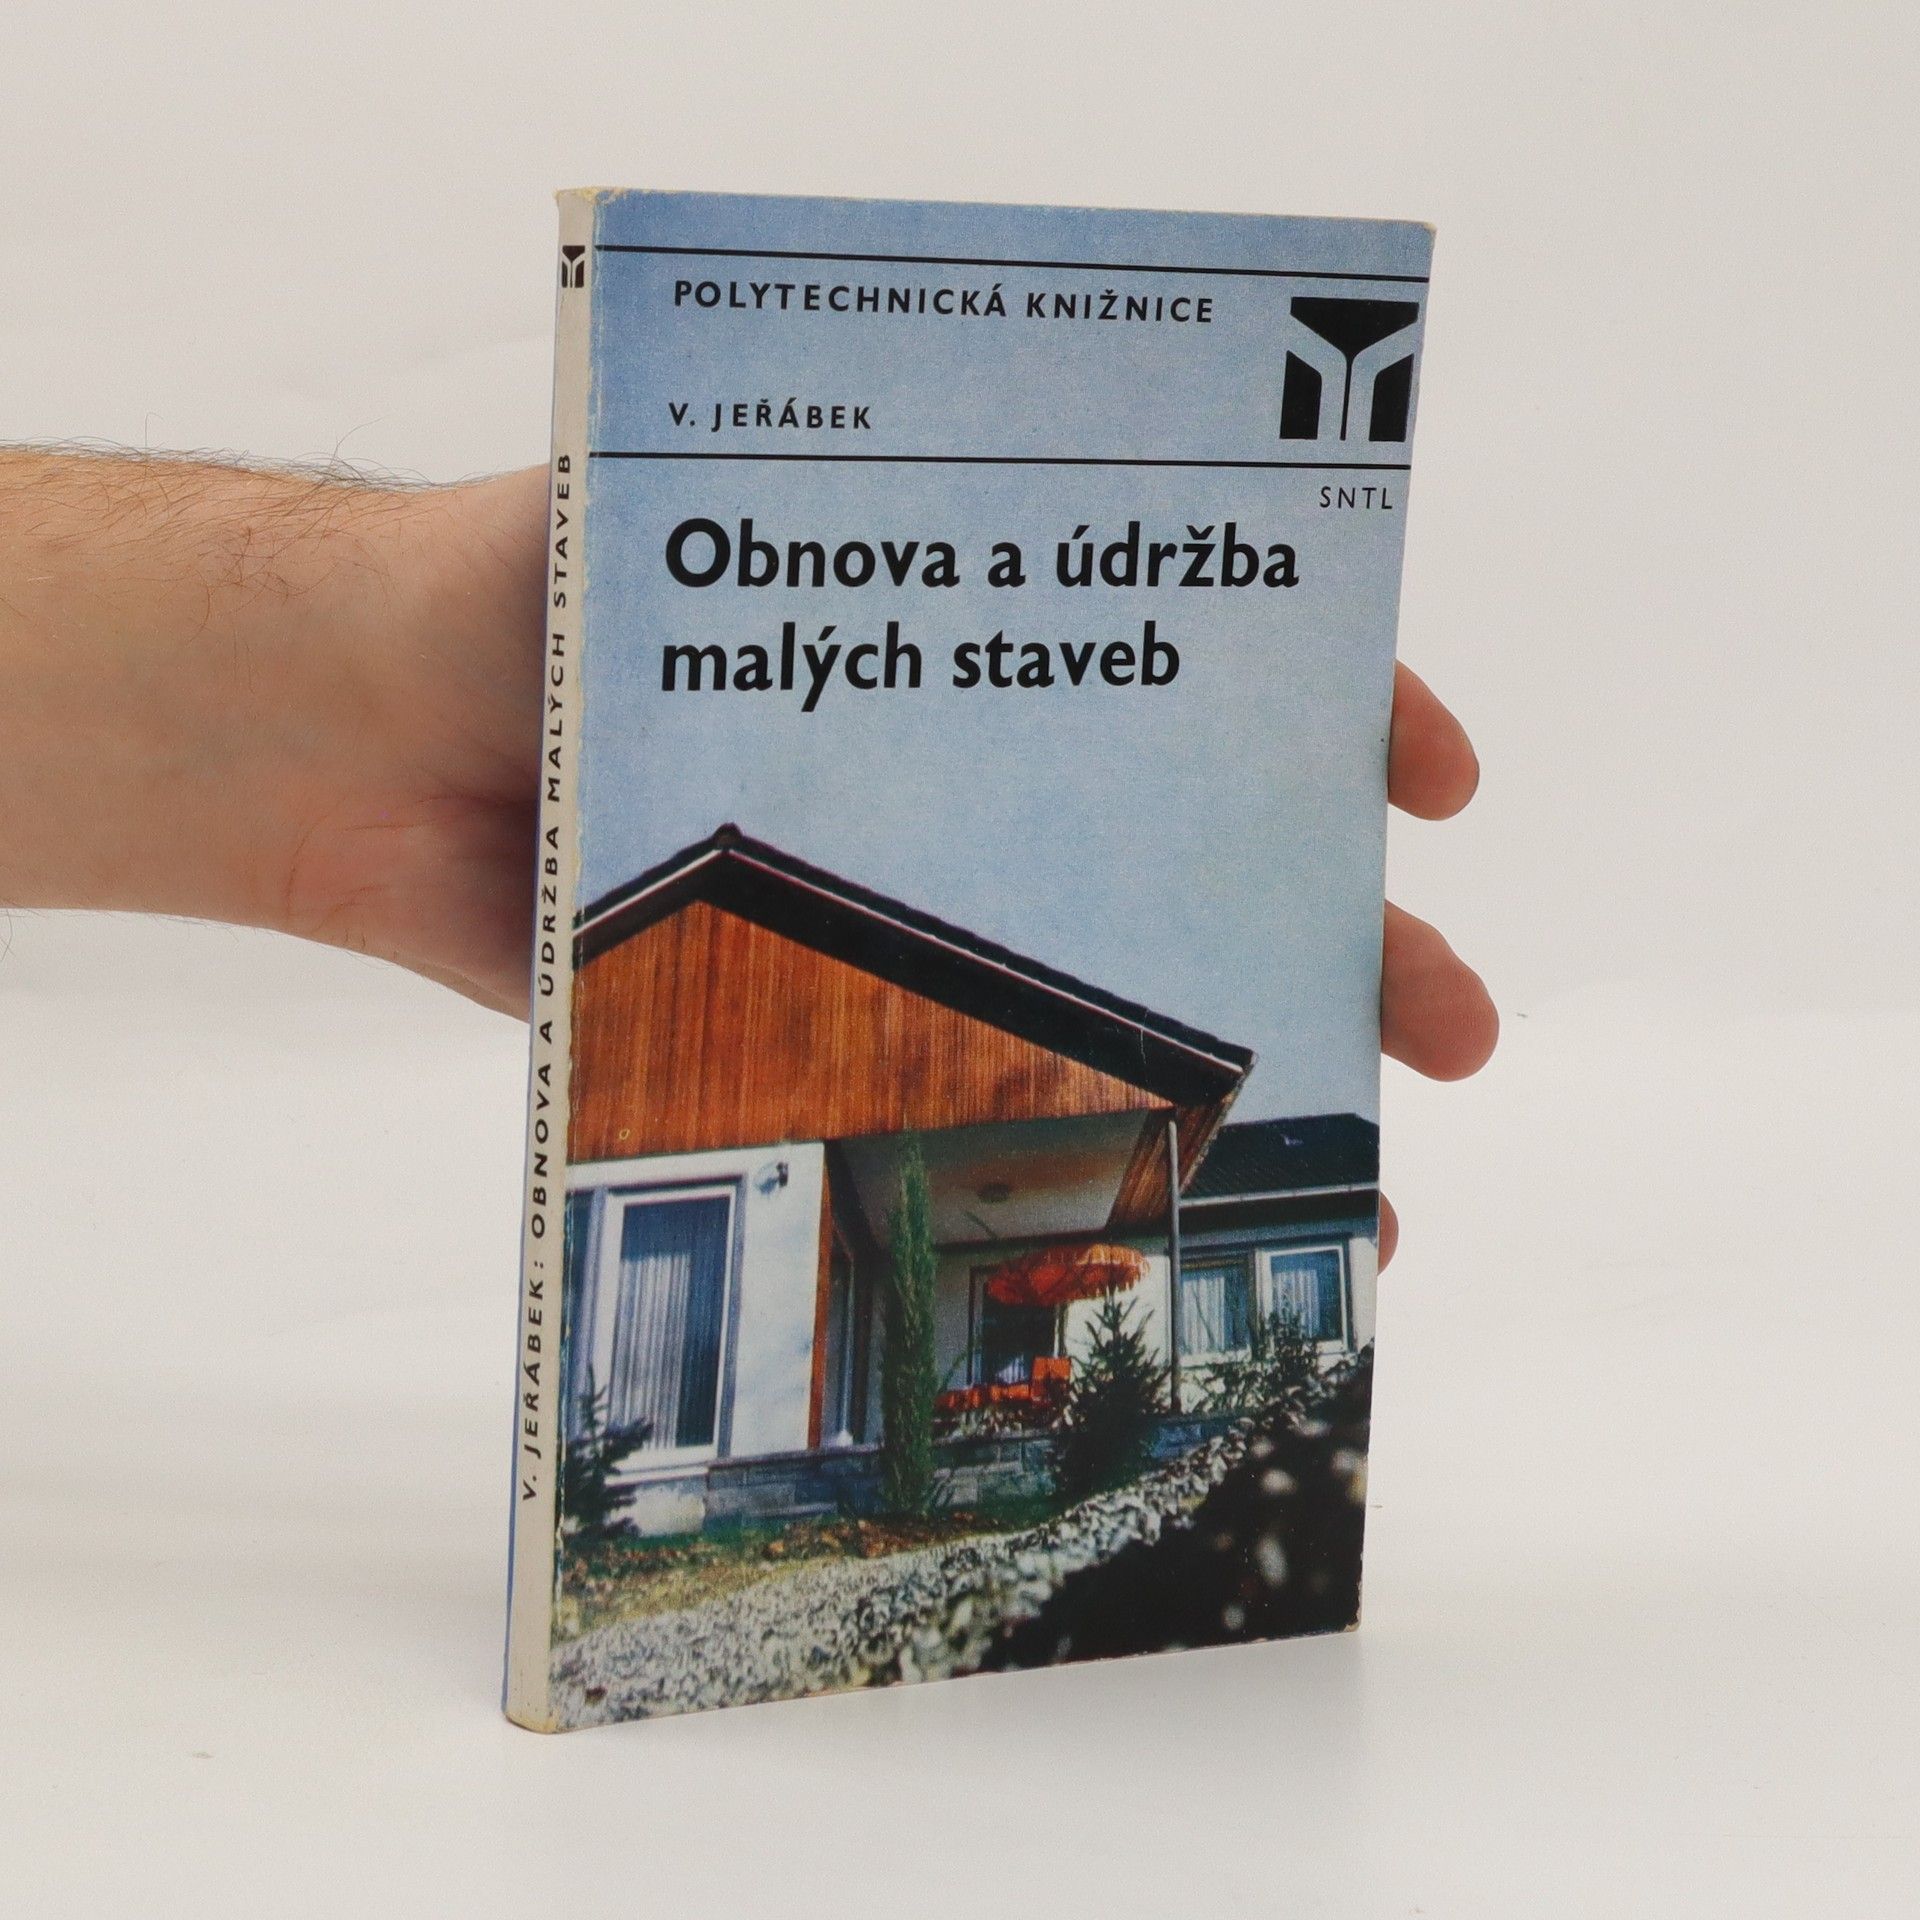 POLYTECHNICKÁ KNIŽNICE
V. JEŘÁBEK
SNTL
Obnova a údržba
malých staveb
V. JEŘÁBEK: OBNOVA A ÚDRŽBA MALÝCH STAVEB